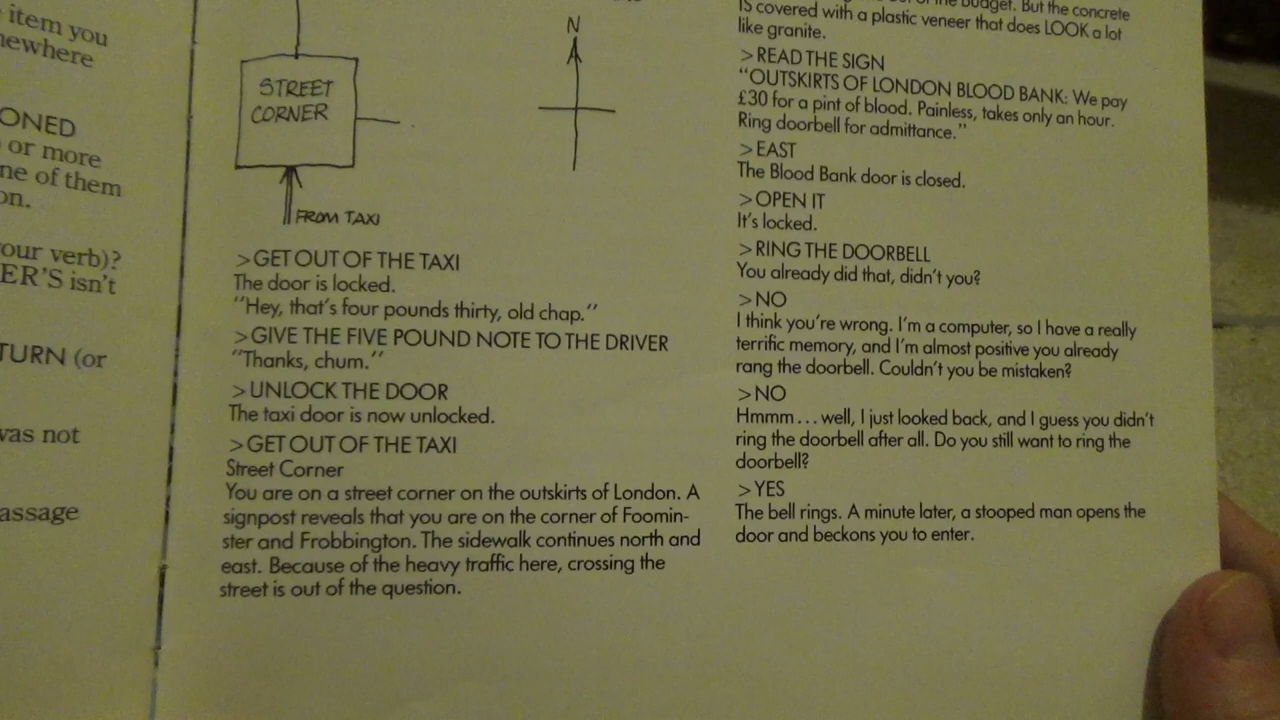 item you
newhere
ONED
or more
ne of them
on.
our verb)?
ER'S isn't
TURN (or
was not
assage
STREET
CORNER
N
FROM TAXI
>GET OUT OF THE TAXI
The door is locked.
"Hey, that's four pounds thirty, old chap."
>GIVE THE FIVE POUND NOTE TO THE DRIVER
"Thanks, chum."
>UNLOCK THE DOOR
The taxi door is now unlocked.
>GET OUT OF THE TAXI
Street Corner
You are on a street corner on the outskirts of London. A
signpost reveals that you are on the corner of Foomin-
ster and Frobbington. The sidewalk continues north and
east. Because of the heavy traffic here, crossing the
street is out of the question.
budget. But the concrete
IS covered with a plastic veneer that does LOOK a lot
like granite.
>READ THE SIGN
"OUTSKIRTS OF LONDON BLOOD BANK: We pay
£30 for a pint of blood. Painless, takes only an hour.
Ring doorbell for admittance."
>EAST
The Blood Bank door is closed.
>OPEN IT
It's locked.
>RING THE DOORBELL
You already did that, didn't you?
>NO
I think you're wrong. I'm a computer, so I have a really
terrific memory, and I'm almost positive you already
rang the doorbell. Couldn't you be mistaken?
>NO
Hmmm...well, I just looked back, and I guess you didn't
ring the doorbell after all. Do you still want to ring the
doorbell?
>YES
The bell rings. A minute later, a stooped man opens the
door and beckons you to enter.